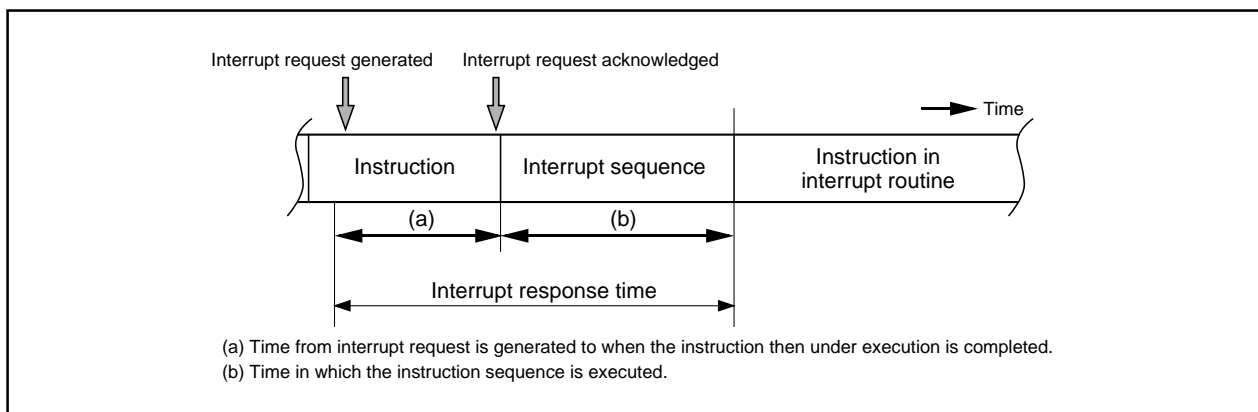 Interrupt request generated
Interrupt request acknowledged
Time
Instruction
Interrupt sequence
Instruction in
interrupt routine
(a)
(b)
Interrupt response time
(a) Time from interrupt request is generated to when the instruction then under execution is completed.
(b) Time in which the instruction sequence is executed.